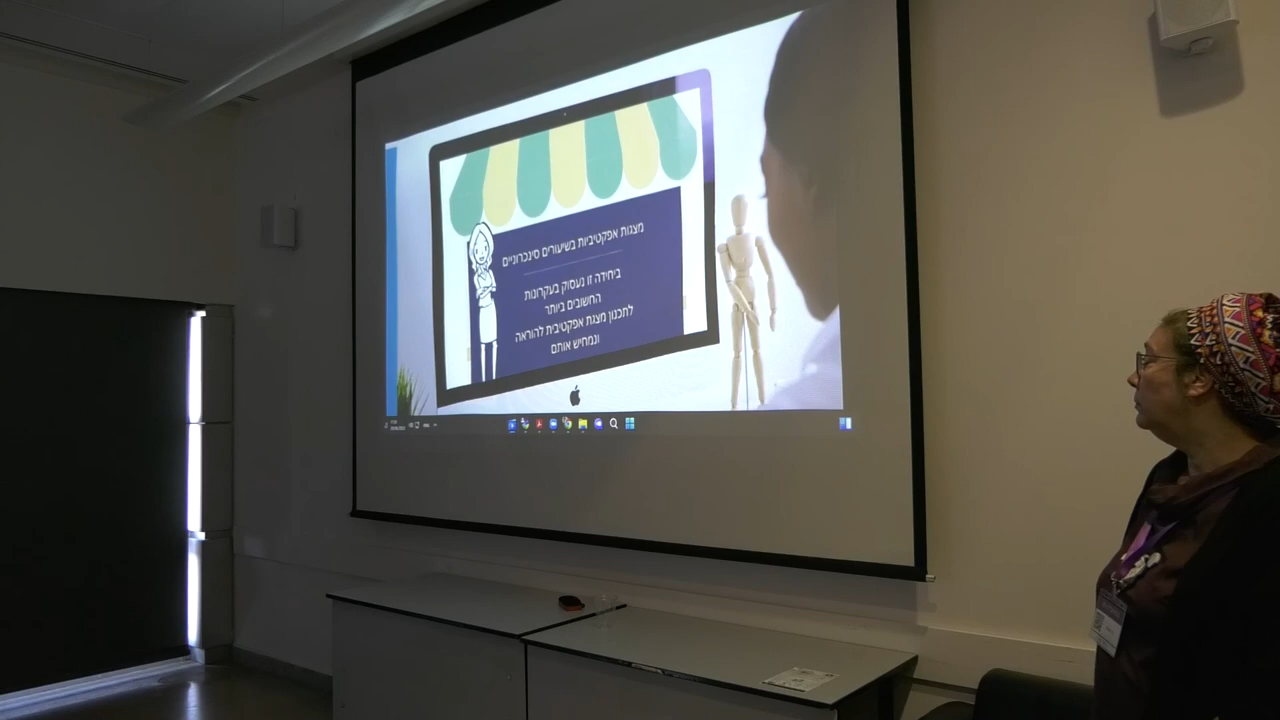 מצגות אפקטיביות בשיעורים סינכרוניים
ביחידה זו נעסוק בעקרונות
החשובים ביותר
לתכנון מצגת אפקטיבית להוראה
ונמחיש אותם